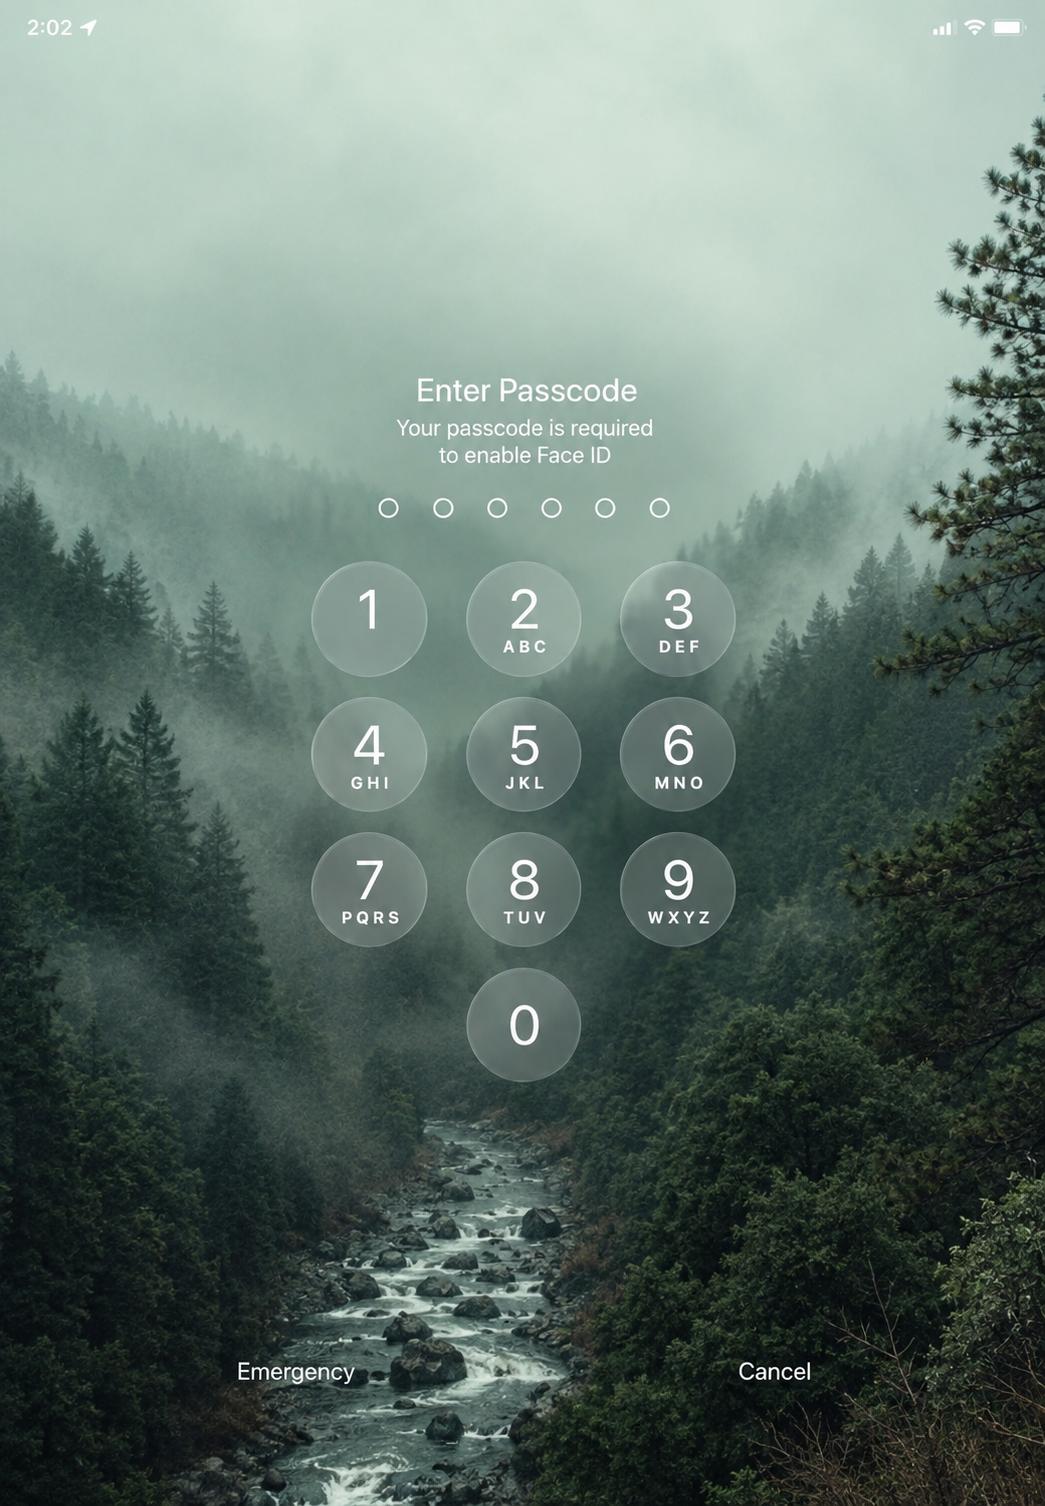 2:02
Enter Passcode
Your passcode is required
to enable Face ID
1
2
ABC
3
DEF
4
GHI
5
JKL
6
MNO
7
PQRS
8
TUV
9
WXYZ
0
Emergency
Cancel